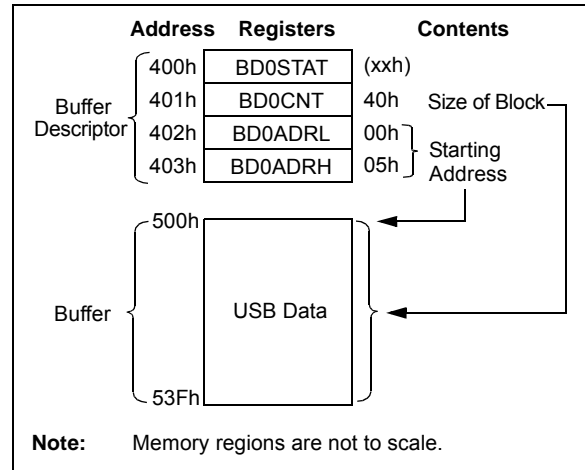 Address Registers Contents
400h BD0STAT (xxh)
401h BD0CNT 40h Size of Block
Buffer
Descriptor
402h BD0ADRL 00h
403h BD0ADRH 05h
Starting
Address
500h
Buffer USB Data
53Fh
Note: Memory regions are not to scale.